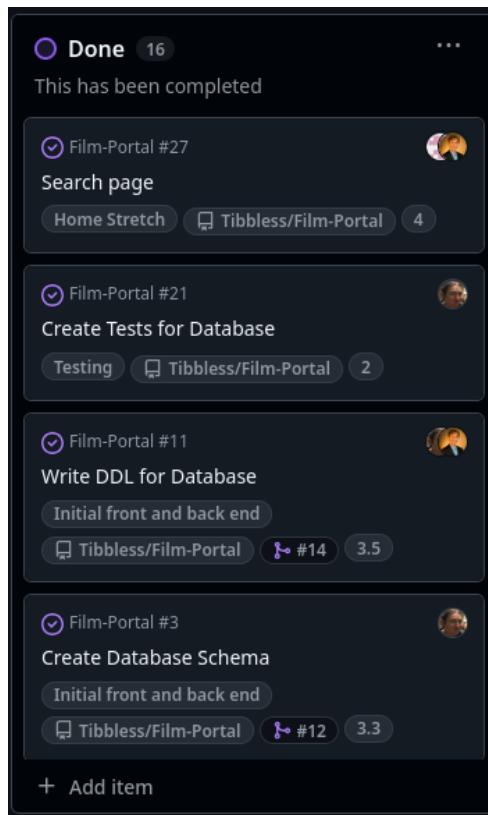 Done 16 ...
This has been completed
Film-Portal #27
Search page
Home Stretch Tibbless/Film-Portal 4
Film-Portal #21
Create Tests for Database
Testing Tibbless/Film-Portal 2
Film-Portal #11
Write DDL for Database
Initial front and back end
Tibbless/Film-Portal #14 3.5
Film-Portal #3
Create Database Schema
Initial front and back end
Tibbless/Film-Portal #12 3.3
+ Add item